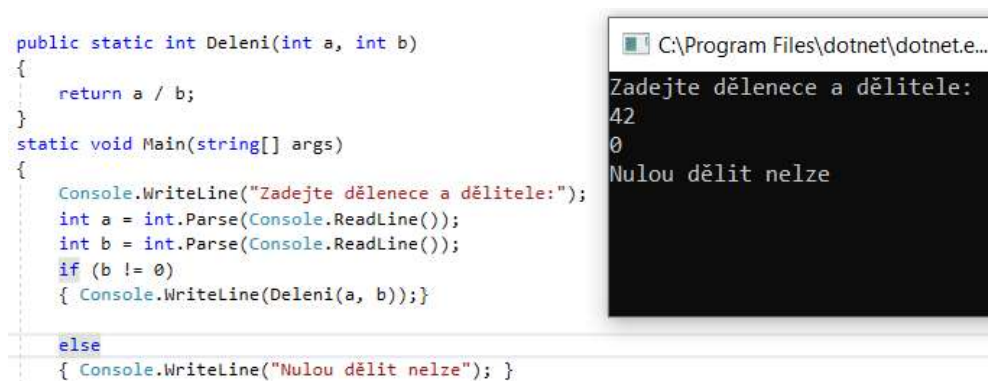 public static int Deleni(int a, int b)
{
return a / b;
}
static void Main(string[] args)
{
Console.WriteLine("Zadejte dělenece a dělitele:");
int a = int.Parse(Console.ReadLine());
int b = int.Parse(Console.ReadLine());
if (b != 0)
{ Console.WriteLine(Deleni(a, b));}
else
{ Console.WriteLine("Nulou dělit nelze"); }
C:\Program Files\dotnet\dotnet.e...
Zadejte dělenece a dělitele:
42
0
Nulou dělit nelze